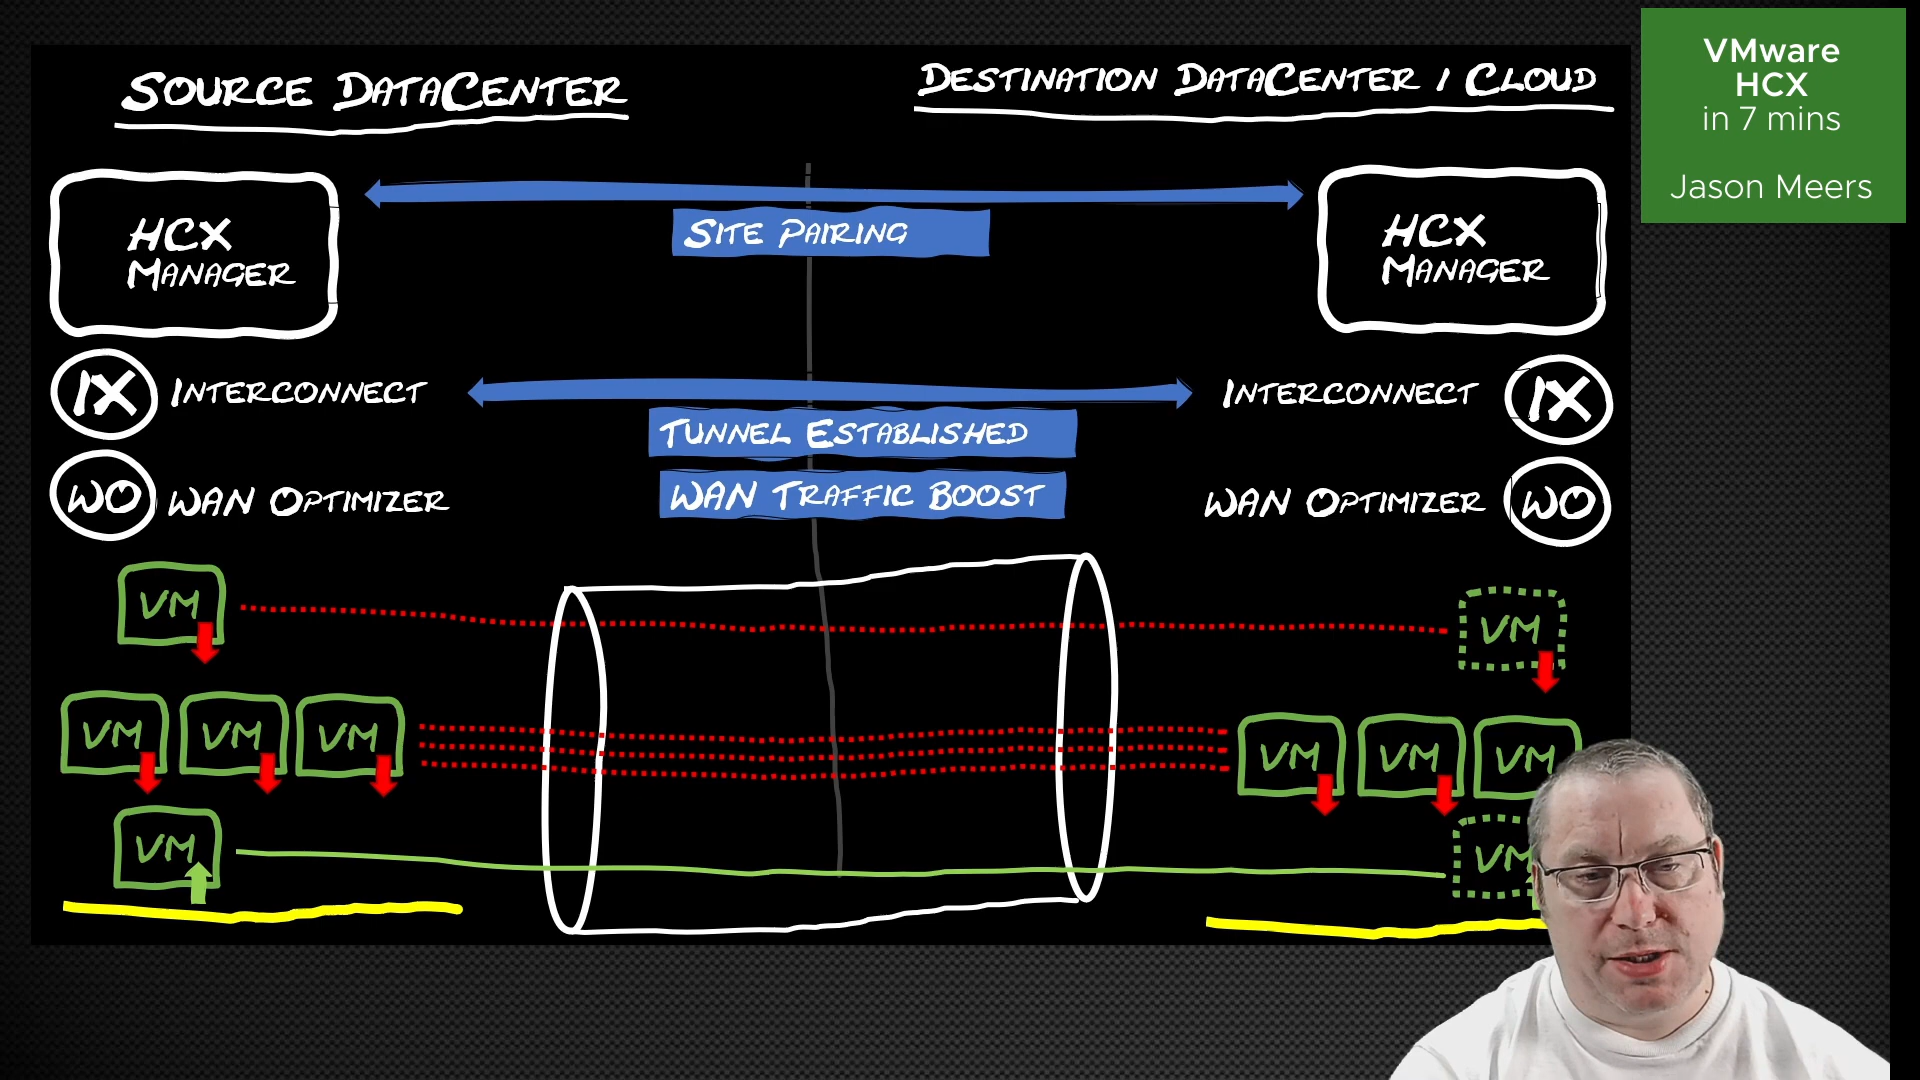 SOURCE DATACENTER
DESTINATION DATACENTER / CLOUD
VMware
HCX
in 7 mins
Jason Meers
HCX
MANAGER
SITE PAIRING
HCX
MANAGER
IX INTERCONNECT
INTERCONNECT IX
TUNNEL ESTABLISHED
WO WAN OPTIMIZER
WAN TRAFFIC BOOST
WAN OPTIMIZER WO
VM
VM
VM VM VM
VM VM VM
VM
VM